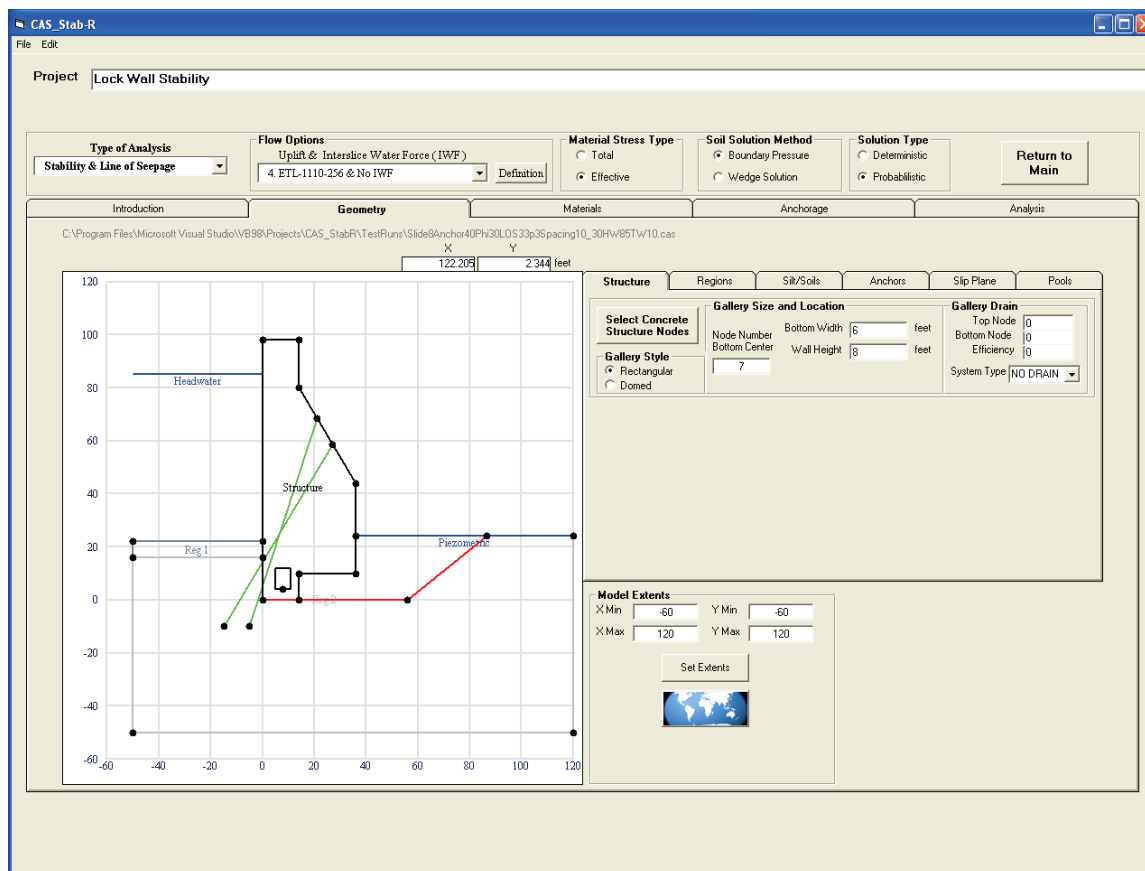 CAS_Stab-R
File Edit
Project Lock Wall Stability
Type of Analysis
Stability & Line of Seepage
Flow Options
Uplift & Interslice Water Force ( IWF )
4. ETL-1110-256 & No IWF
Definition
Material Stress Type
Total
Effective
Soil Solution Method
Boundary Pressure
Wedge Solution
Solution Type
Deterministic
Probablilistic
Return to
Main
Introduction Geometry Materials Anchorage Analysis
C:\Program Files\Microsoft Visual Studio\VB98\Projects\CAS_StabR\TestRuns\Slide8Anchor40Phi30LOS33p3Spacing10_30HW85TW10.cas
X Y
122.205 2.344 feet
120
100
80
60
40
20
0
-20
-40
-60
-60 -40 -20 0 20 40 60 80 100 120
Headwater
Structure
Reg 1
Piezometric
Reg 2
Structure Regions Silt/Soils Anchors Slip Plane Pools
Select Concrete
Structure Nodes
Gallery Style
Rectangular
Domed
Gallery Size and Location
Node Number
Bottom Center
7
Bottom Width 6 feet
Wall Height 8 feet
Gallery Drain
Top Node 0
Bottom Node 0
Efficiency 0
System Type NO DRAIN
Model Extents
X Min -60 Y Min -60
X Max 120 Y Max 120
Set Extents